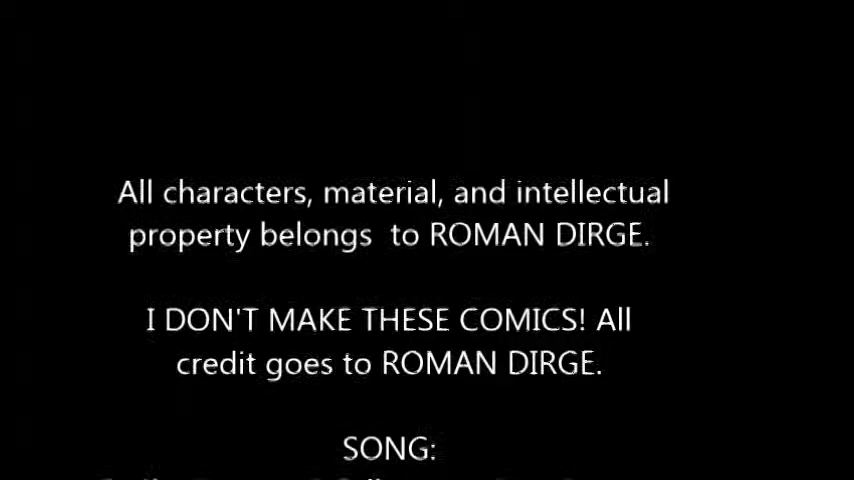 All characters, material, and intellectual
property belongs  to ROMAN DIRGE.
I DON'T MAKE THESE COMICS! All
credit goes to ROMAN DIRGE.
SONG: